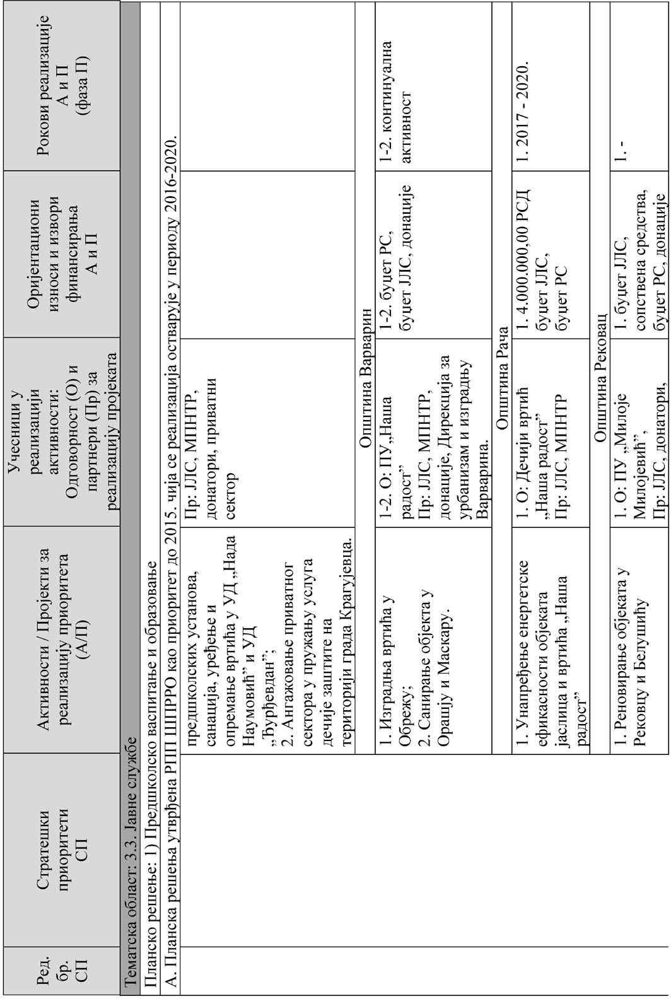 Ред.
бр.
СП
Стратешки
приоритети
СП
Активности / Пројекти за
реализацију приоритета
(А/П)
Учесници у
реализацији
активности:
Одговорност (О) и
партнери (Пр) за
реализацију пројеката
Оријентациони
износи и извори
финансирања
А и П
Рокови реализације
А и П
(фаза П)
Тематска област: 3.3. Јавне службе
Планско решење: 1) Предшколско васпитање и образовање
А. Планска решења утврђена РПП ШПРРО као приоритет до 2015. чија се реализација остварује у периоду 2016-2020.
предшколских установа,
санација, уређење и
опремање вртића у УД „Нада
Наумовић” и УД
„Ђурђевдан”;
2. Ангажовање приватног
сектора у пружању услуга
дечије заштите на
територији града Крагујевца.
Пр: ЈЛС, МПНТР,
донатори, приватни
сектор
Општина Варварин
1. Изградња вртића у
Обрежу;
2. Санирање објекта у
Орашју и Маскару.
1-2. О: ПУ„Наша
радост”
Пр: ЈЛС, МПНТР,
донације, Дирекција за
урбанизам и изградњу
Варварина.
1-2. буџет РС,
буџет ЈЛС, донације
1-2. континуална
активност
Општина Рача
1. Унапређење енергетске
ефикасности објеката
јаслица и вртића „Наша
радост”
1. О: Дечији вртић
„Наша радост”
Пр: ЈЛС, МПНТР
1. 4.000.000,00 РСД
буџет ЈЛС,
буџет РС
1. 2017 - 2020.
Општина Рековац
1. Реновирање објеката у
Рековцу и Белушићу
1. О: ПУ „Милоје
Милојевић”,
Пр: ЈЛС, донатори,
1. буџет ЈЛС,
сопствена средства,
буџет РС, донације
1. -